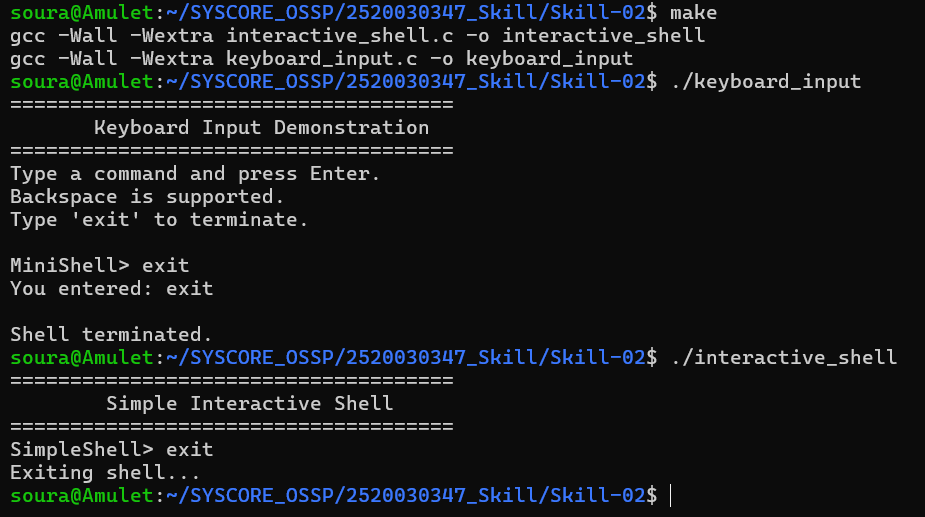 soura@Amulet:~/SYSCORE_OSSP/2520030347_Skill/Skill-02$ make
gcc -Wall -Wextra interactive_shell.c -o interactive_shell
gcc -Wall -Wextra keyboard_input.c -o keyboard_input
soura@Amulet:~/SYSCORE_OSSP/2520030347_Skill/Skill-02$ ./keyboard_input
=====================================
       Keyboard Input Demonstration
=====================================
Type a command and press Enter.
Backspace is supported.
Type 'exit' to terminate.

MiniShell> exit
You entered: exit

Shell terminated.
soura@Amulet:~/SYSCORE_OSSP/2520030347_Skill/Skill-02$ ./interactive_shell
=====================================
        Simple Interactive Shell
=====================================
SimpleShell> exit
Exiting shell...
soura@Amulet:~/SYSCORE_OSSP/2520030347_Skill/Skill-02$